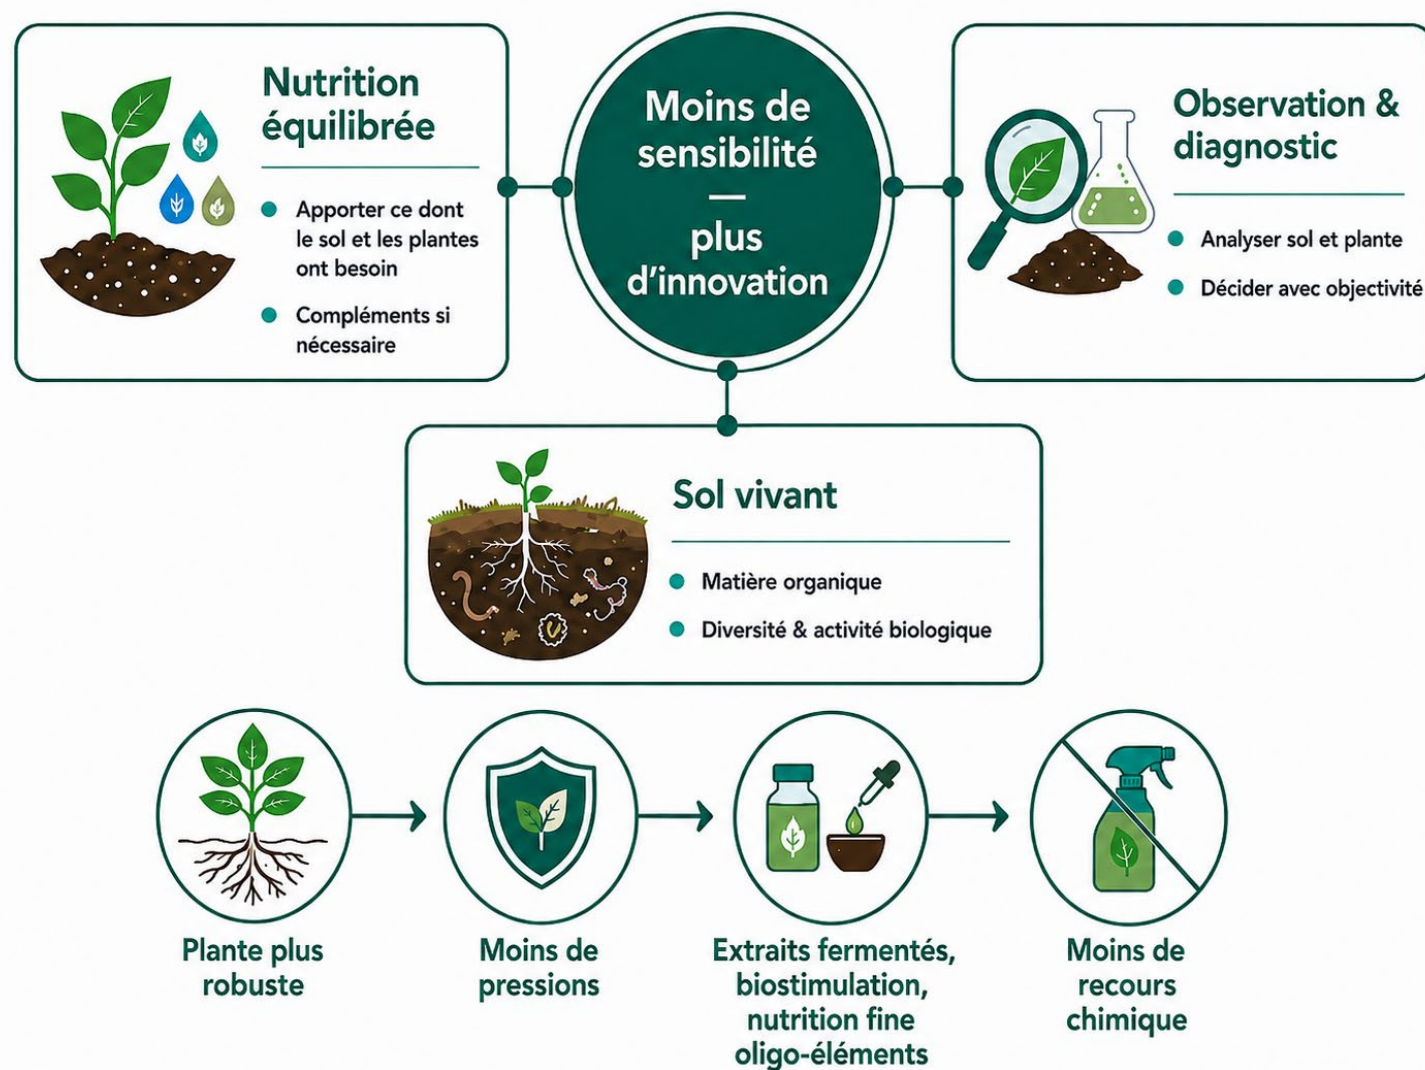 Nutrition
équilibrée
Apporter ce dont
le sol et les plantes
ont besoin
Compléments si
nécessaire
Moins de
sensibilité
—
plus
d'innovation
Observation &
diagnostic
Analyser sol et plante
Décider avec objectivité
Sol vivant
Matière organique
Diversité & activité biologique
Plante plus
robuste
Moins de
pressions
Extraits fermentés,
biostimulation,
nutrition fine
oligo-éléments
Moins de
recours
chimique